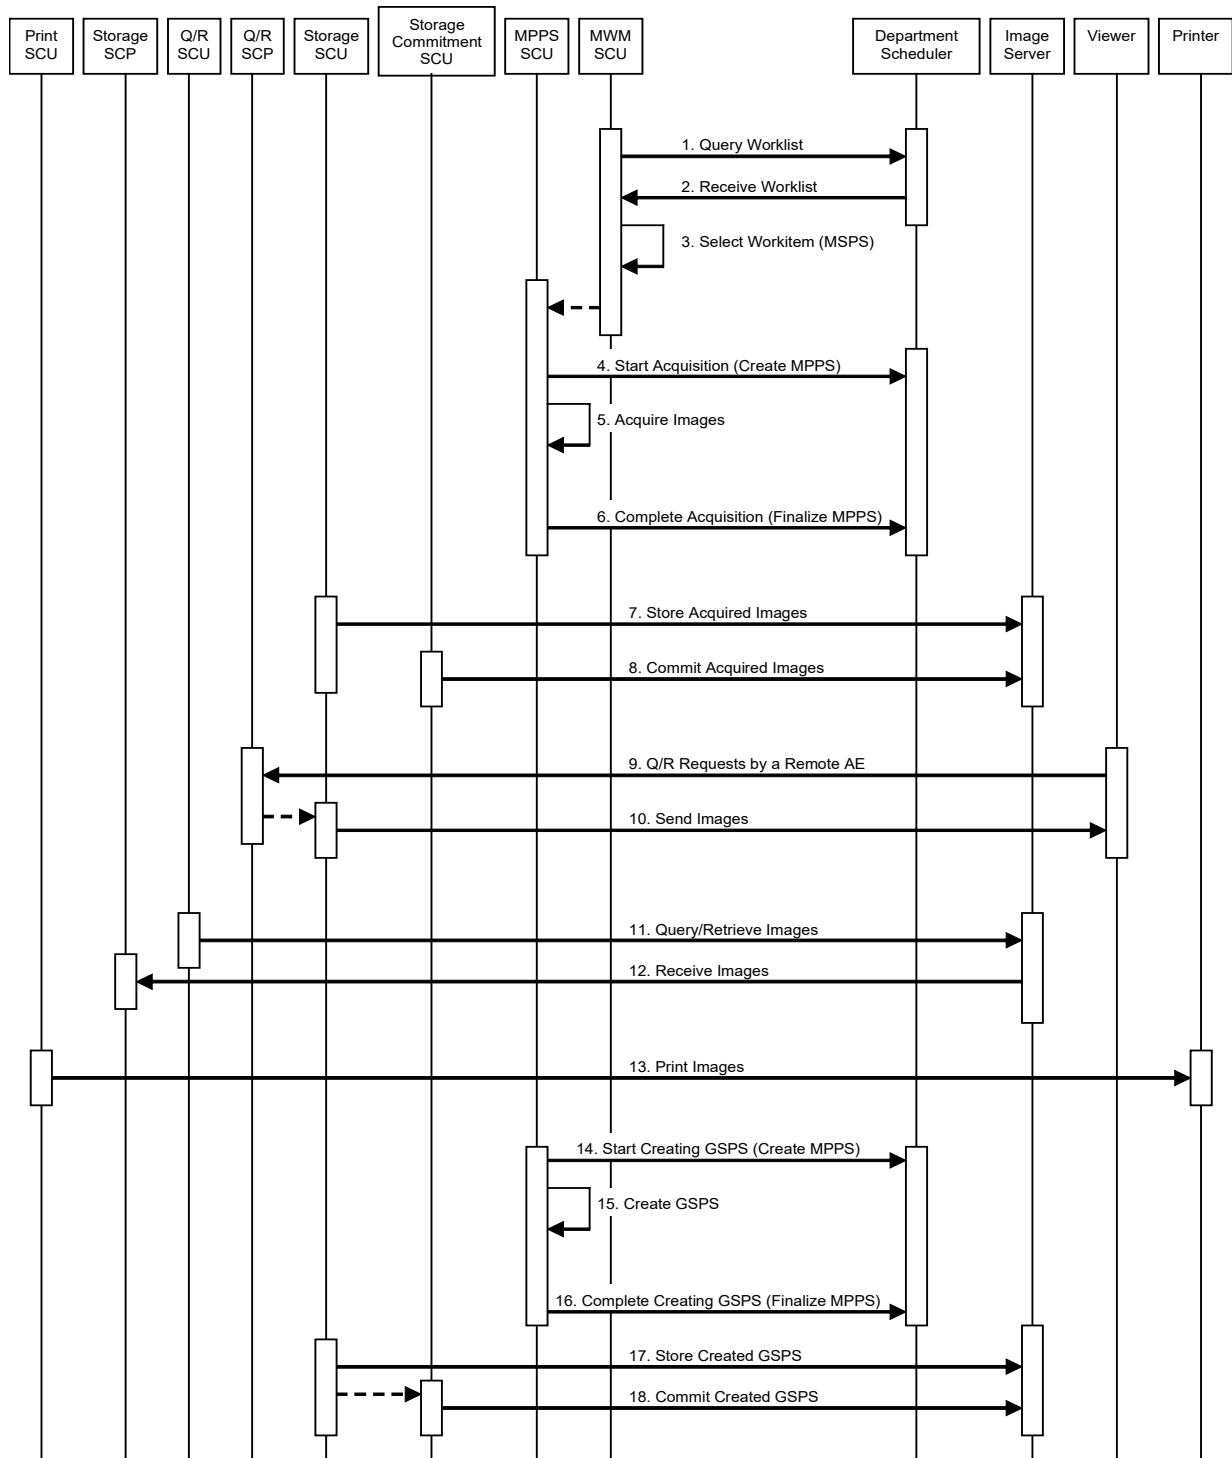 Print
SCU
Storage
SCP
Q/R
SCU
Q/R
SCP
Storage
SCU
Storage
Commitment
SCU
MPPS
SCU
MWM
SCU
Department
Scheduler
Image
Server
Viewer
Printer
1. Query Worklist
2. Receive Worklist
3. Select Workitem (MSPS)
4. Start Acquisition (Create MPPS)
5. Acquire Images
6. Complete Acquisition (Finalize MPPS)
7. Store Acquired Images
8. Commit Acquired Images
9. Q/R Requests by a Remote AE
10. Send Images
11. Query/Retrieve Images
12. Receive Images
13. Print Images
14. Start Creating GSPS (Create MPPS)
15. Create GSPS
16. Complete Creating GSPS (Finalize MPPS)
17. Store Created GSPS
18. Commit Created GSPS